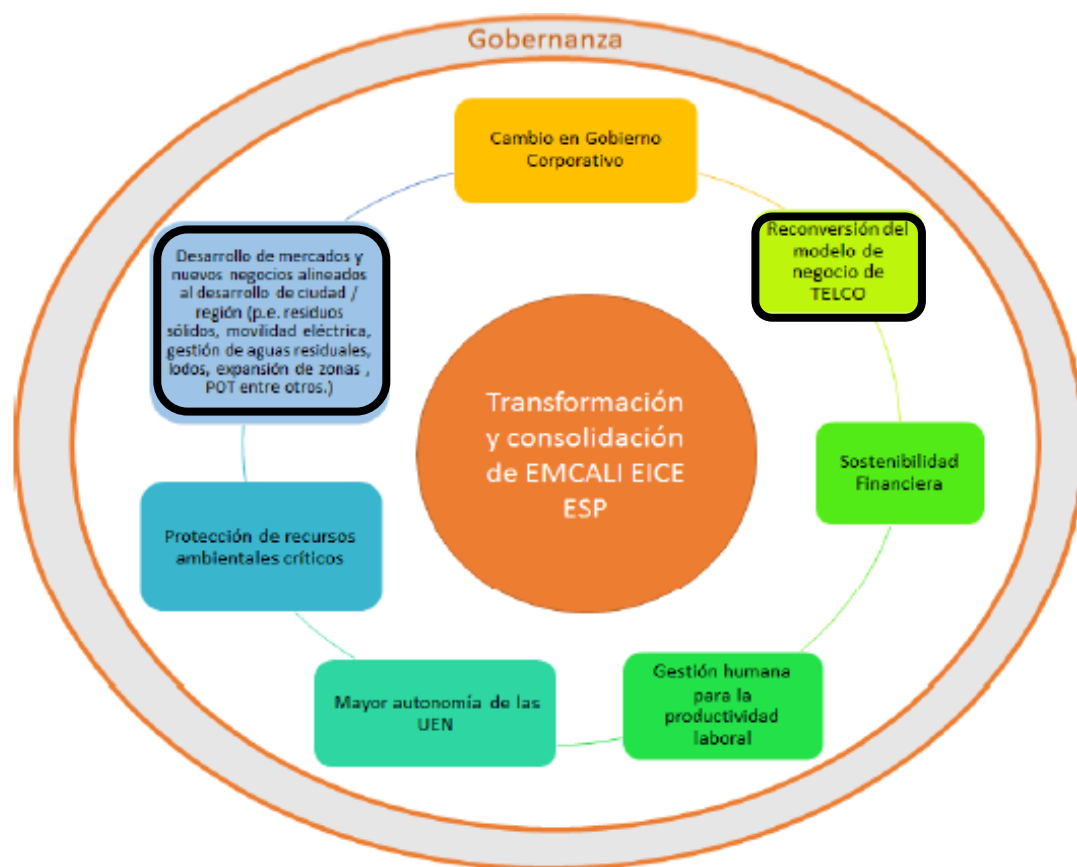 Gobernanza
Cambio en Gobierno
Corporativo
Reconversión del
modelo de
negocio de
TELCO
Sostenibilidad
Financiera
Gestión humana
para la
productividad
laboral
Mayor autonomía de las
UEN
Protección de recursos
ambientales críticos
Desarrollo de mercados y
nuevos negocios alineados
al desarrollo de ciudad /
región (p.e. residuos
sólidos, movilidad eléctrica,
gestión de aguas residuales,
lodos, expansión de zonas ,
POT entre otros.)
Transformación
y consolidación
de EMCALI EICE
ESP